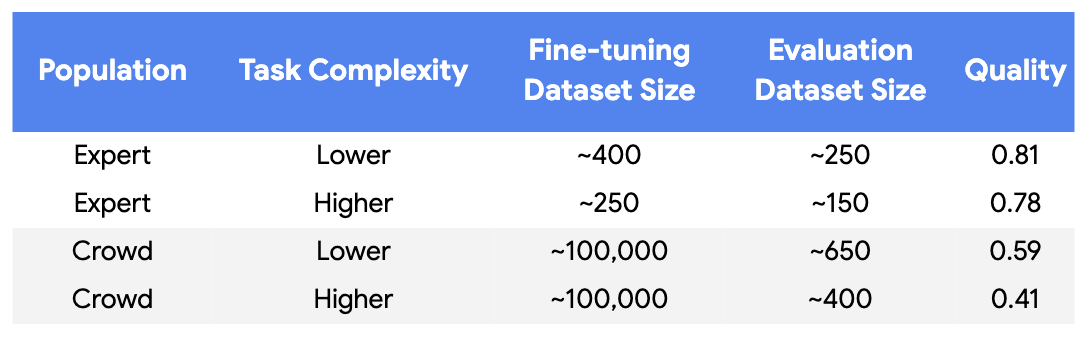 Population Task Complexity Fine-tuning Dataset Size Evaluation Dataset Size Quality
Expert Lower ~400 ~250 0.81
Expert Higher ~250 ~150 0.78
Crowd Lower ~100,000 ~650 0.59
Crowd Higher ~100,000 ~400 0.41